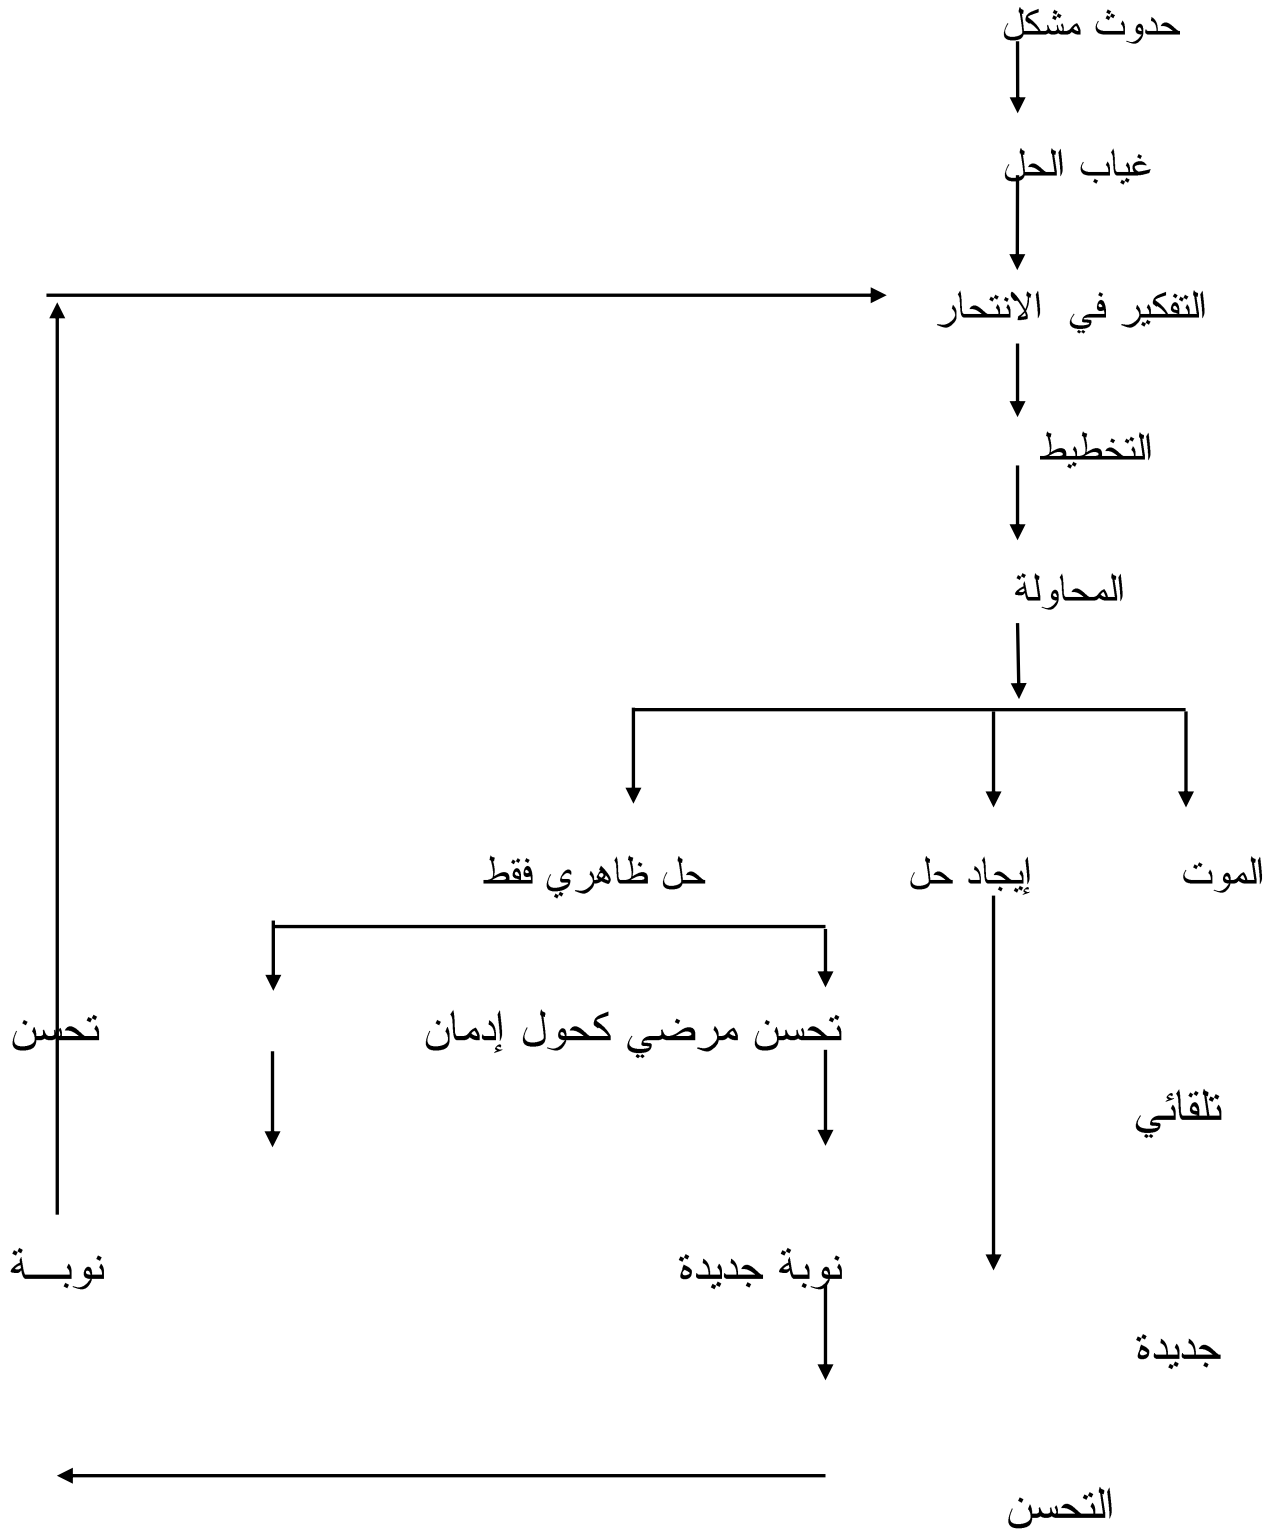 حدوث مشكل
غياب الحل
التفكير في الانتحار
التخطيط
المحاولة
الموت إيجاد حل حل ظاهري فقط
تحسن مرضي كحول إدمان تحسن
تلقائي
نوبة جديدة نوبـــة
جديدة
التحسن